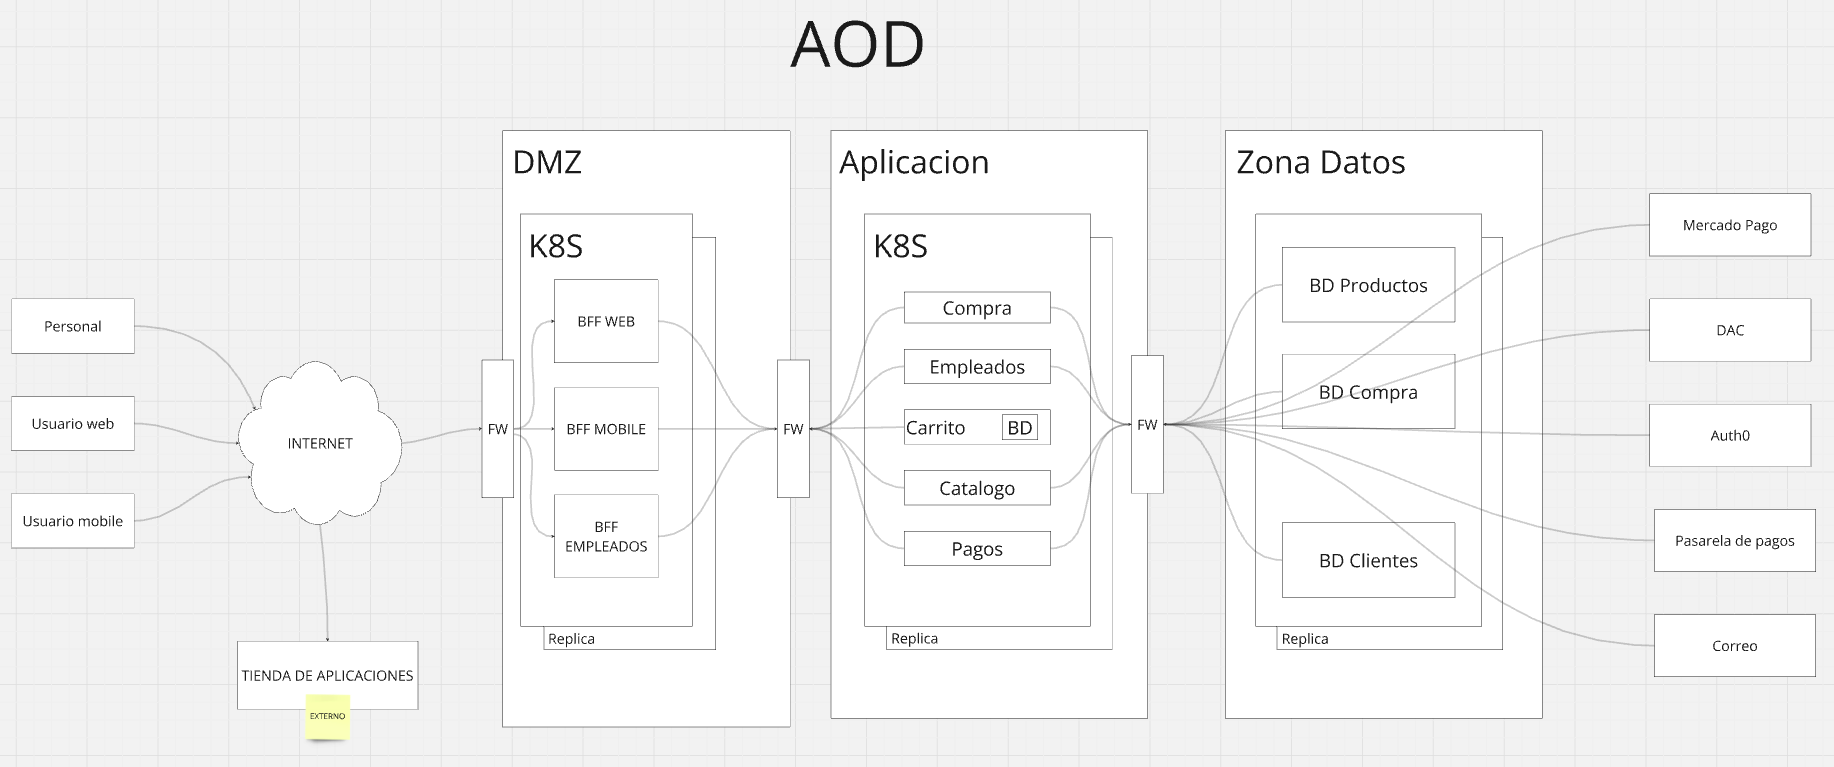 AOD
Personal
Usuario web
Usuario mobile
INTERNET
TIENDA DE APLICACIONES
EXTERNO
FW
DMZ
K8S
BFF WEB
BFF MOBILE
BFF
EMPLEADOS
Replica
FW
Aplicacion
K8S
Compra
Empleados
Carrito
BD
Catalogo
Pagos
Replica
FW
Zona Datos
BD Productos
BD Compra
BD Clientes
Replica
Mercado Pago
DAC
Auth0
Pasarela de pagos
Correo